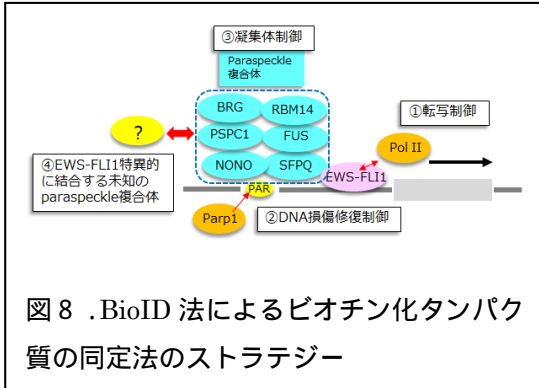 ③凝集体制御
Paraspeckle
複合体
BRG
RBM14
①転写制御
?
PSPC1
FUS
Pol II
④EWS-FLI1特異的
に結合する未知の
paraspeckle複合体
NONO
SFPQ
EWS-FLI1
PAR
Parp1
②DNA損傷修復制御
図8 .BioID 法によるビオチン化タンパク
質の同定法のストラテジー